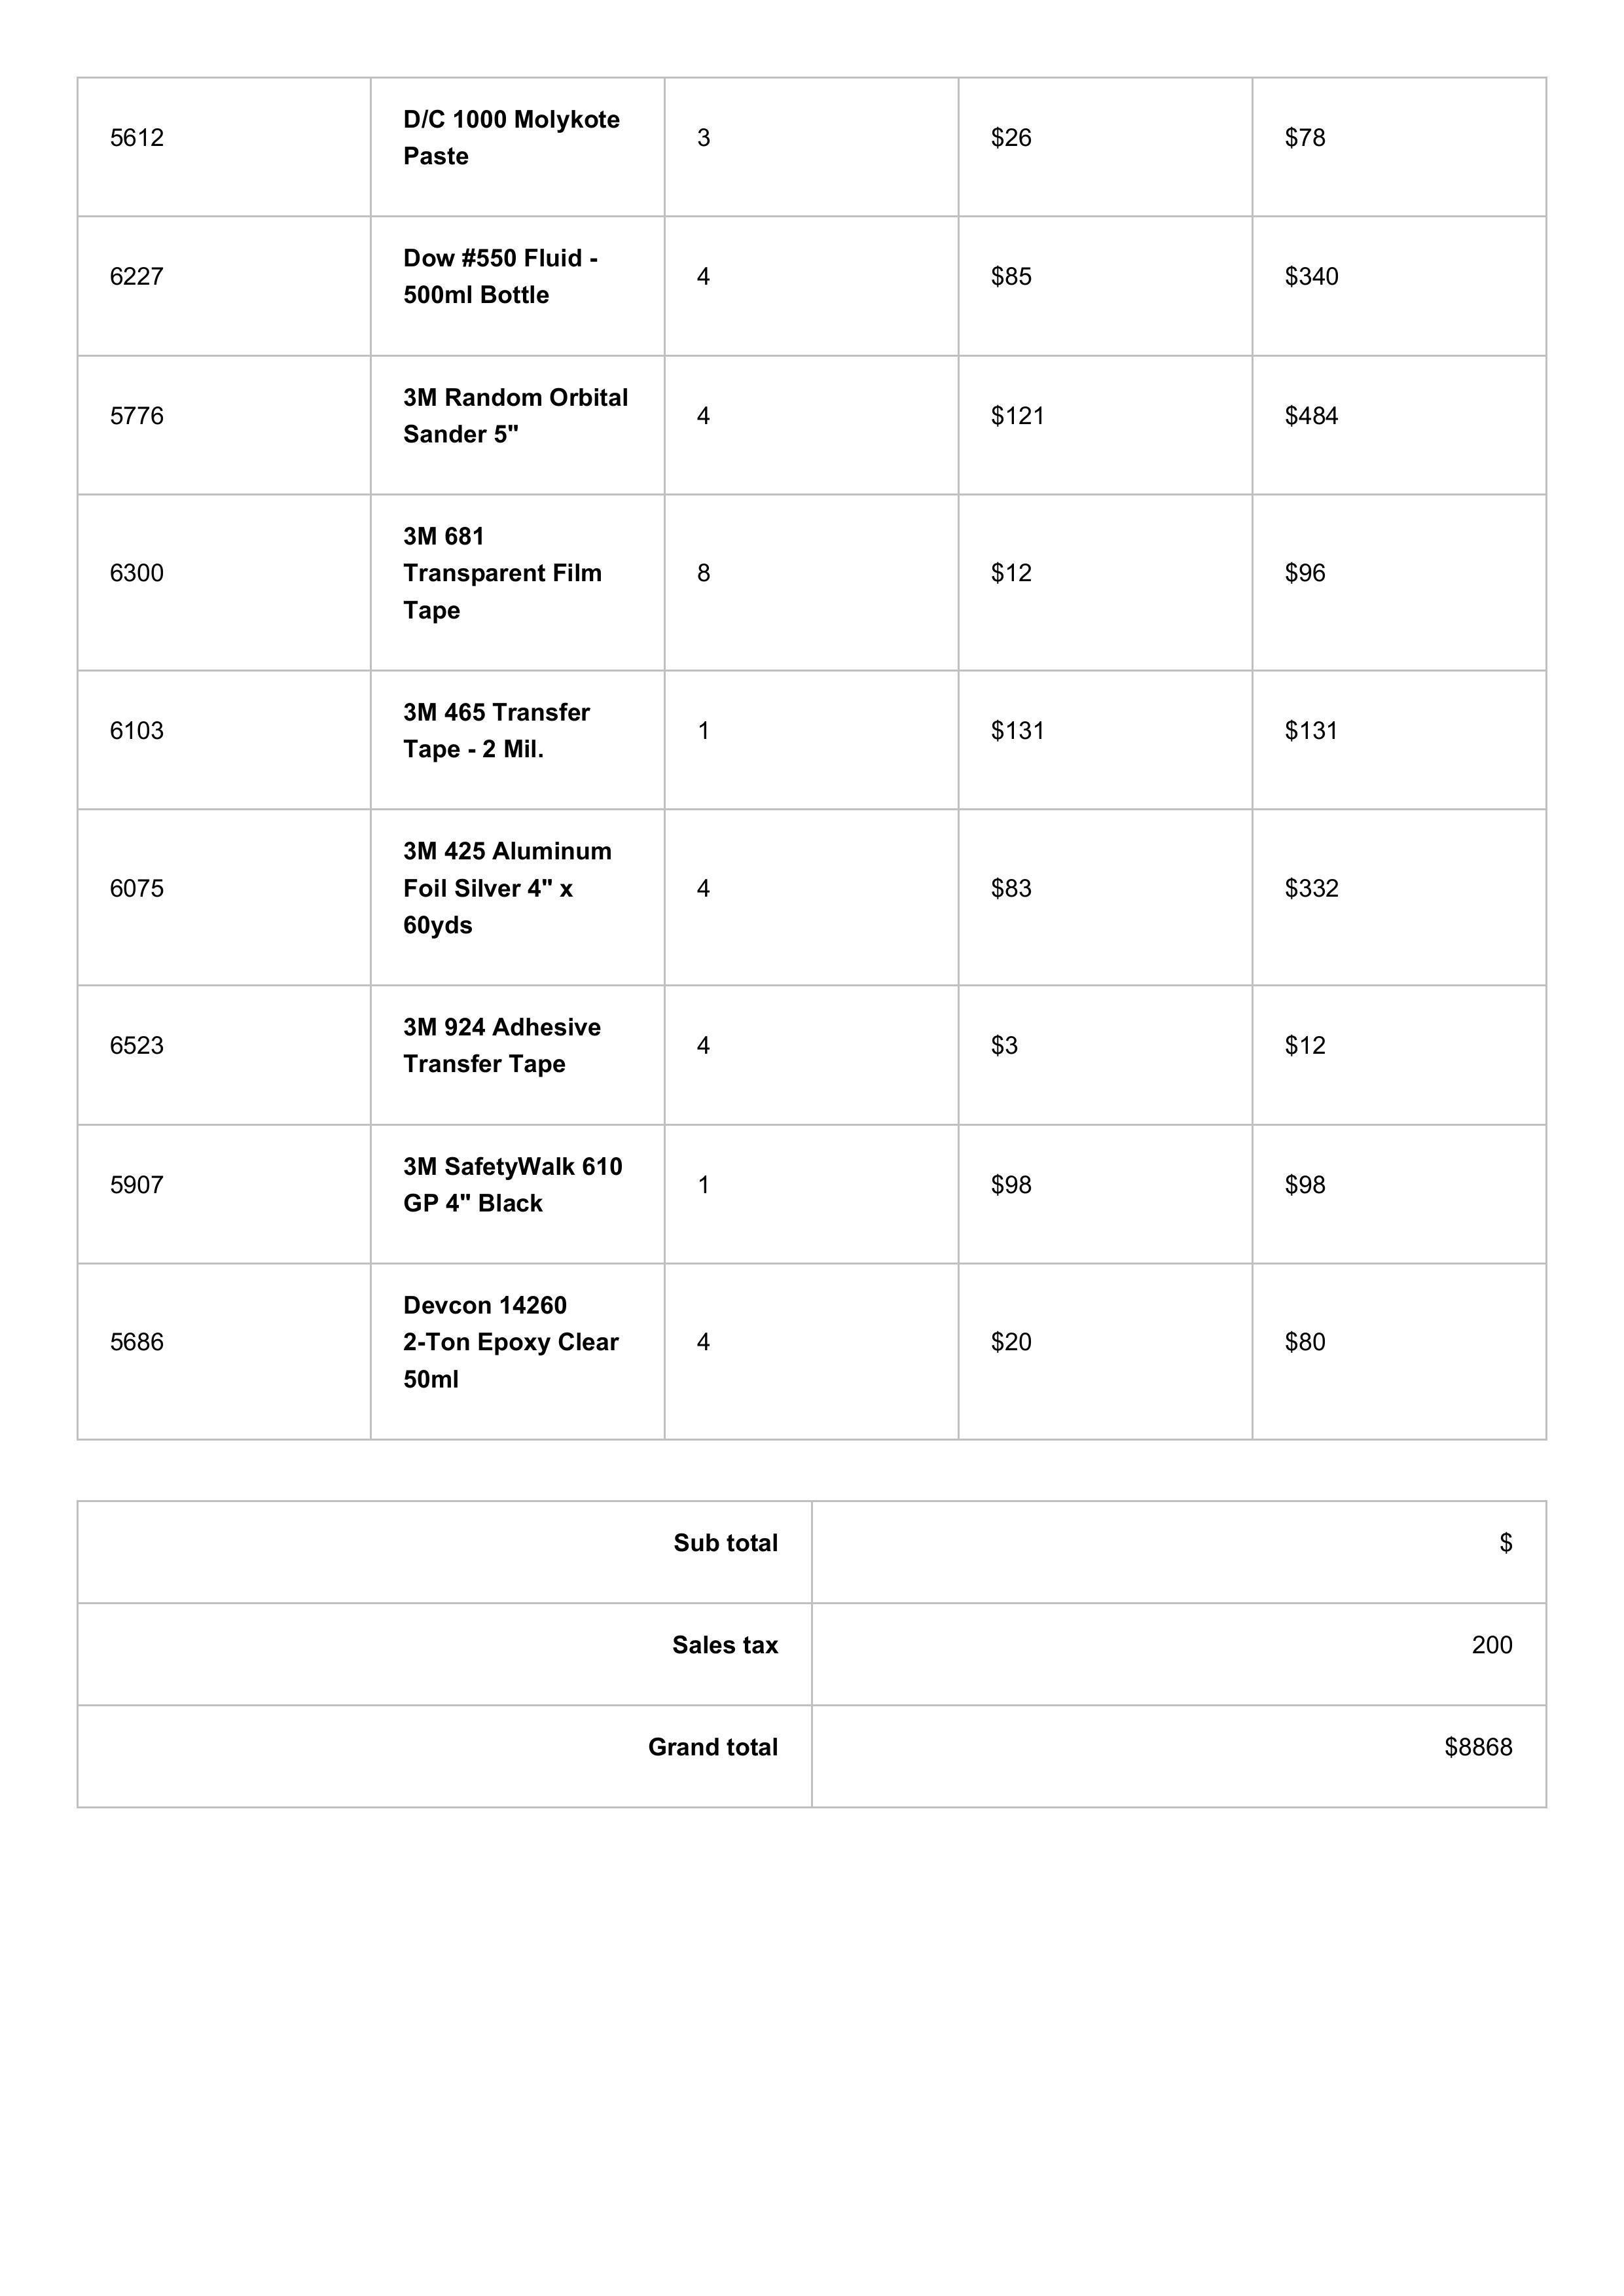 5612 D/C 1000 Molykote 3 $26 $78
Paste
6227 Dow #550 Fluid - 4 $85 $340
500ml Bottle
5776 3M Random Orbital 4 $121 $484
Sander 5"
3M 681
6300 Transparent Film 8 $12 $96
Tape
6103 3M 465 Transfer 1 $131 $131
Tape - 2 Mil.
3M 425 Aluminum
6075 Foil Silver 4" x 4 $83 $332
60yds
6523 3M 924 Adhesive 4 $3 $12
Transfer Tape
5907 3M SafetyWalk 610 1 $98 $98
GP 4" Black
Devcon 14260
5686 2-Ton Epoxy Clear 4 $20 $80
50ml
Sub total $
Sales tax 200
Grand total $8868